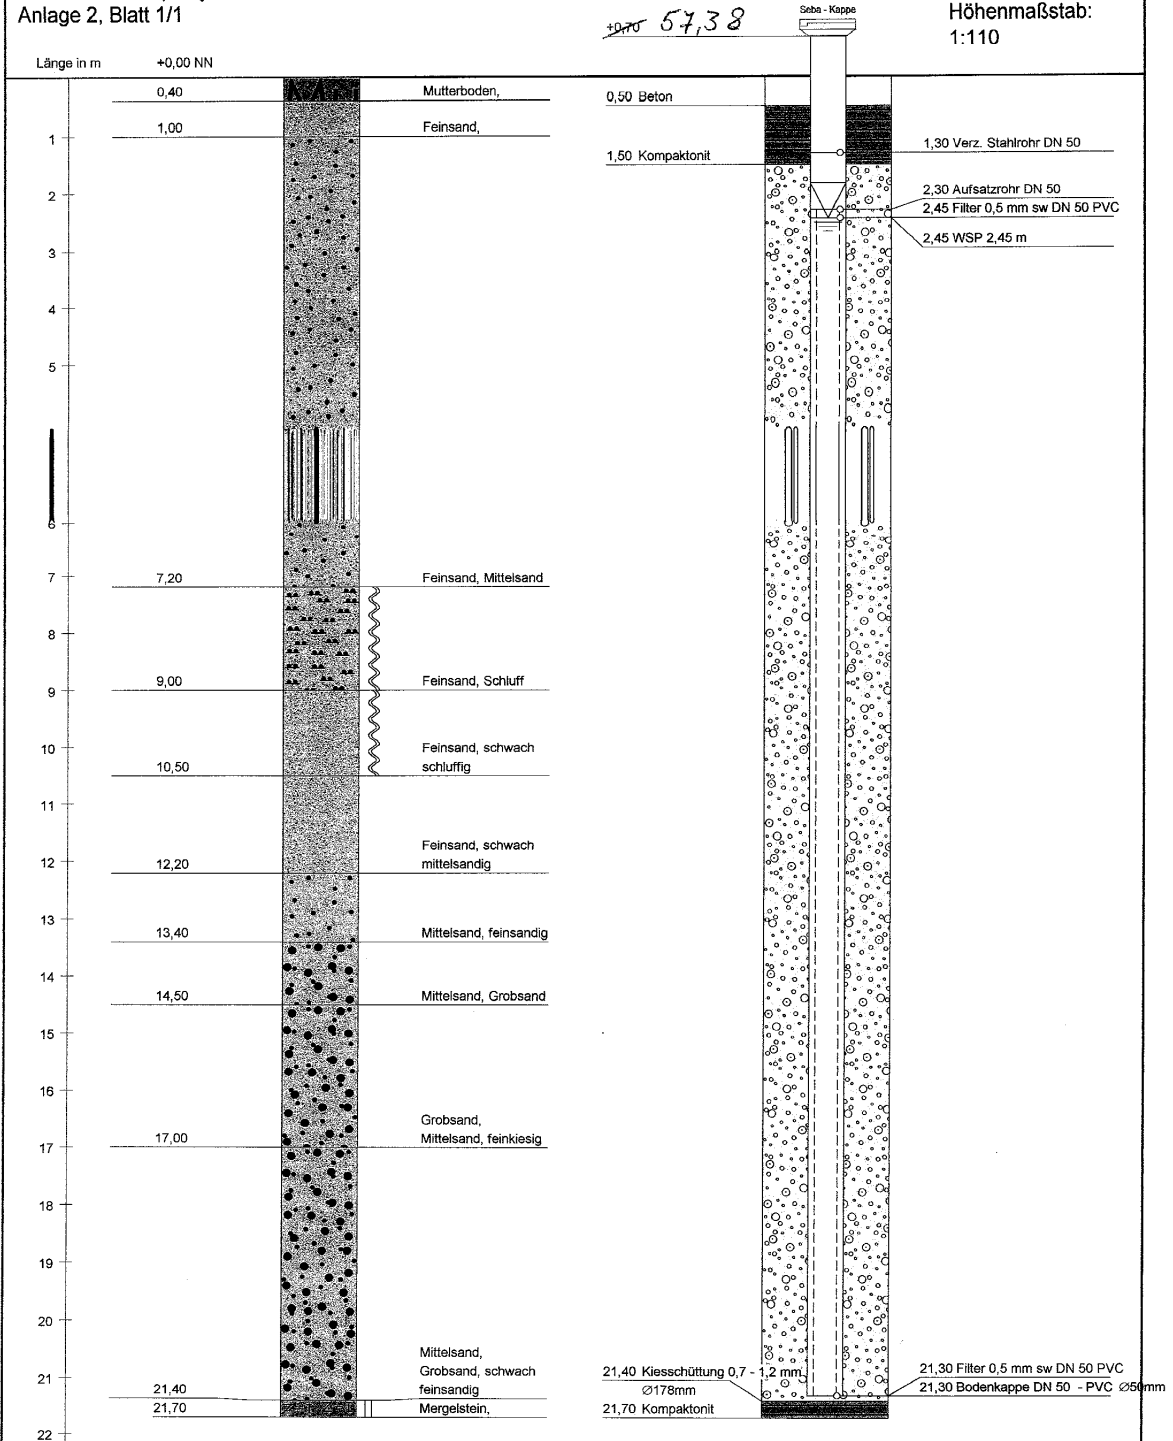 Anlage 2, Blatt 1/1
+0,70 57,38
Seba - Kappe
Höhenmaßstab:
1:110
Länge in m
+0,00 NN
0,40
Mutterboden,
1,00
Feinsand,
7,20
Feinsand, Mittelsand
9,00
Feinsand, Schluff
Feinsand, schwach
10,50
schluffig
Feinsand, schwach
12,20
mittelsandig
13,40
Mittelsand, feinsandig
14,50
Mittelsand, Grobsand
Grobsand,
17,00
Mittelsand, feinkiesig
Mittelsand,
Grobsand, schwach
21,40
feinsandig
21,70
Mergelstein,
1
2
3
4
5
6
7
8
9
10
11
12
13
14
15
16
17
18
19
20
21
22
0,50 Beton
1,50 Kompaktonit
1,30 Verz. Stahlrohr DN 50
2,30 Aufsatzrohr DN 50
2,45 Filter 0,5 mm sw DN 50 PVC
2,45 WSP 2,45 m
21,40 Kiesschüttung 0,7 - 1,2 mm
Ø178mm
21,70 Kompaktonit
21,30 Filter 0,5 mm sw DN 50 PVC
21,30 Bodenkappe DN 50 - PVC Ø50mm